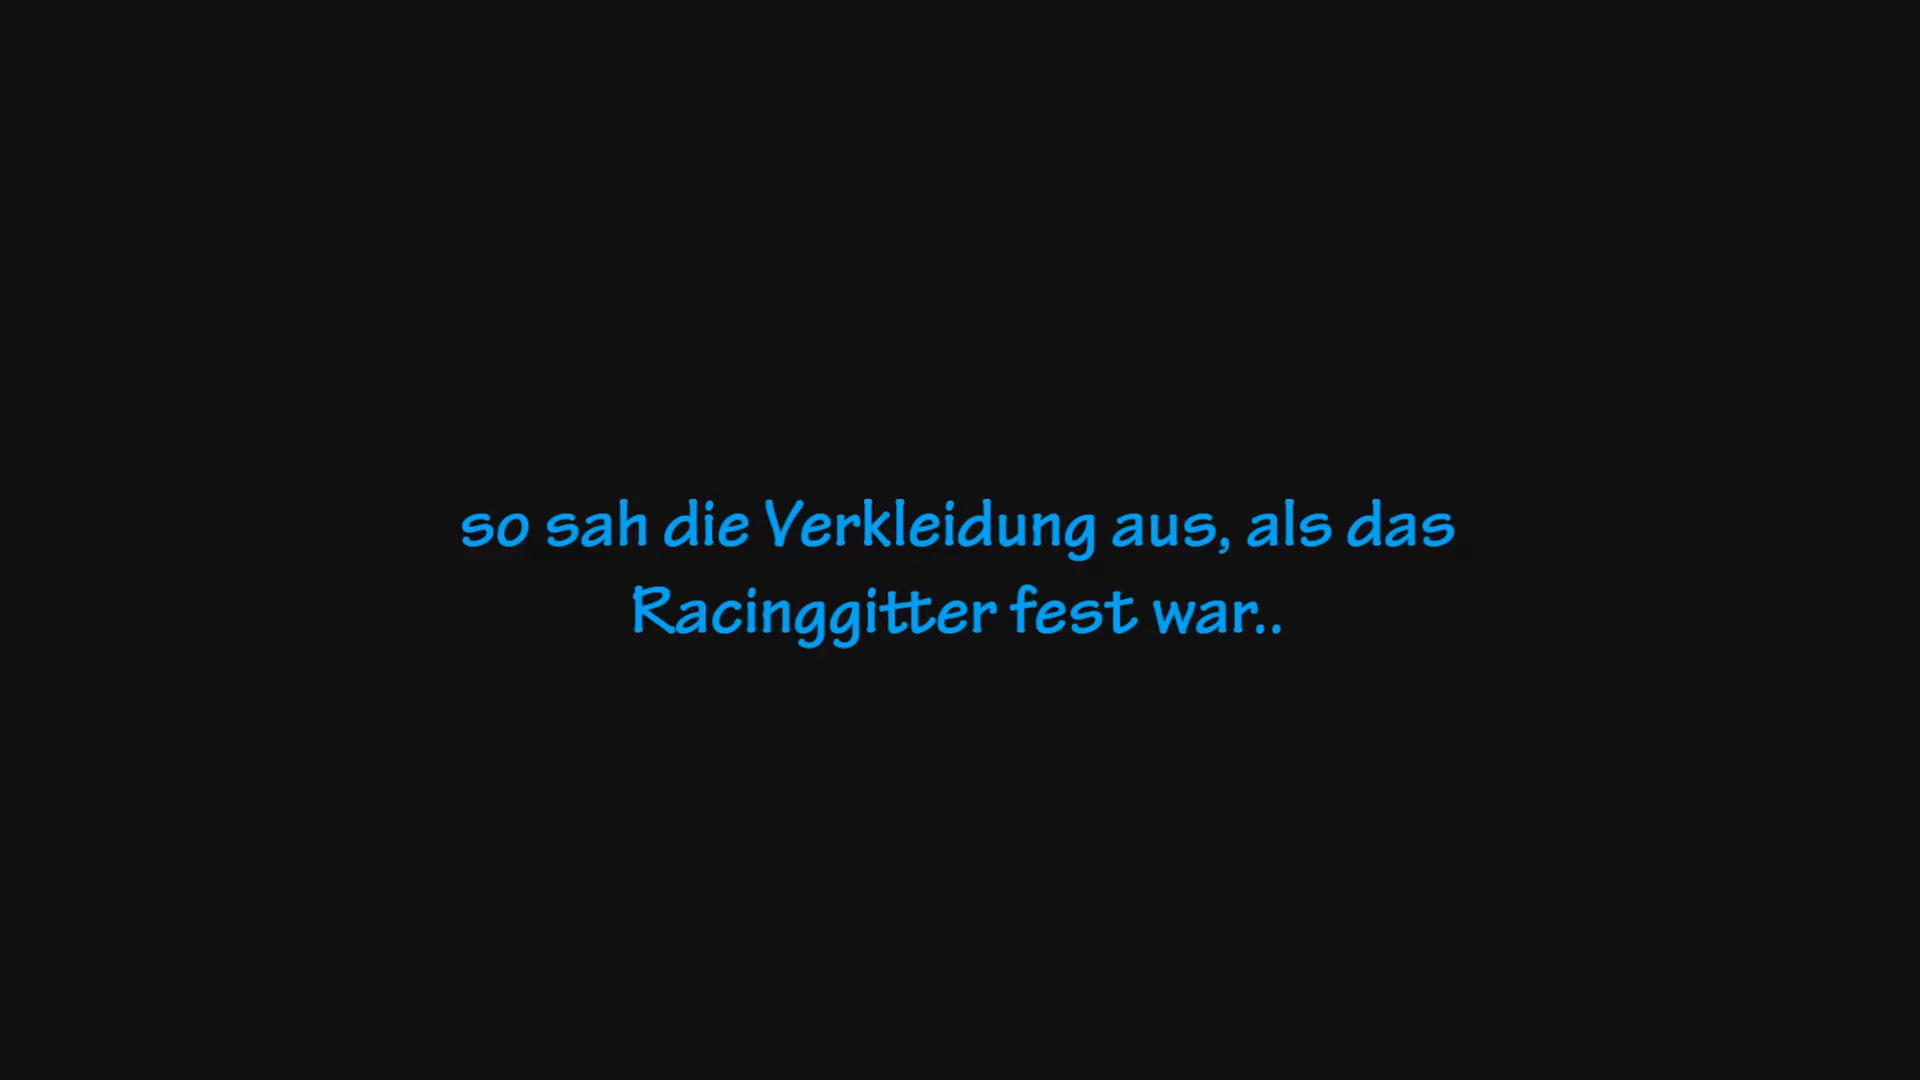 so sah die Verkleidung aus, als das
Racinggitter fest war..